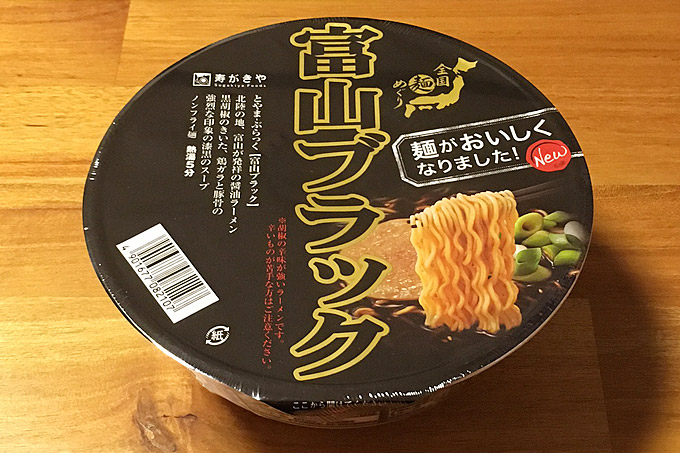 富山ブラック
全国
麺
めぐり
麺がおいしく
なりました!
New
寿がきや
Sugakiya Foods
とやま・ぶらっく【富山ブラック】
北陸の地、富山が発祥の醤油ラーメン
黒胡椒のきいた、鶏ガラと豚骨の
強烈な印象の漆黒のスープ
ノンフライ麺 熱湯5分
※胡椒の辛味が強いラーメンです。
辛いものが苦手な方はご注意ください。
4 901677 082107
紙